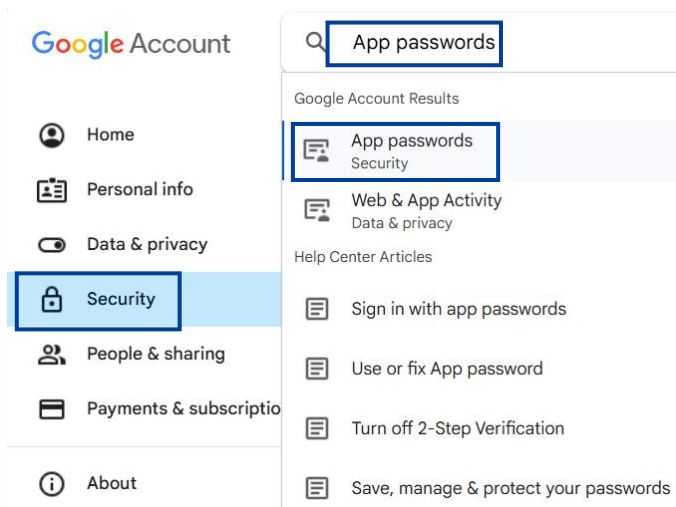 Google Account
App passwords
Home
Personal info
Data & privacy
Security
People & sharing
Payments & subscriptio
About
Google Account Results
App passwords
Security
Web & App Activity
Data & privacy
Help Center Articles
Sign in with app passwords
Use or fix App password
Turn off 2-Step Verification
Save, manage & protect your passwords